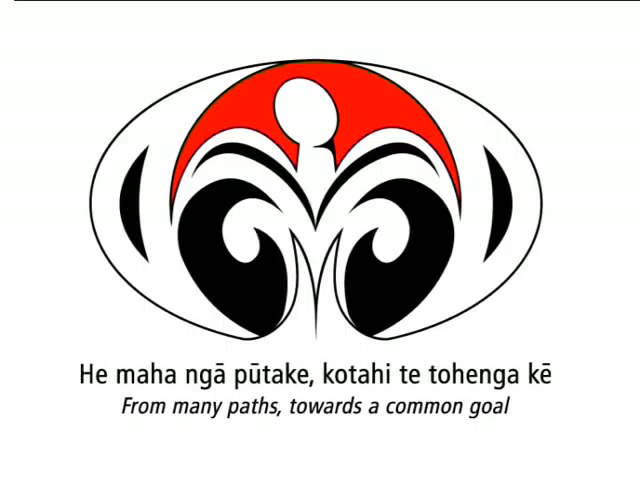 He maha ngā pūtake, kotahi te tohenga kē
From many paths, towards a common goal